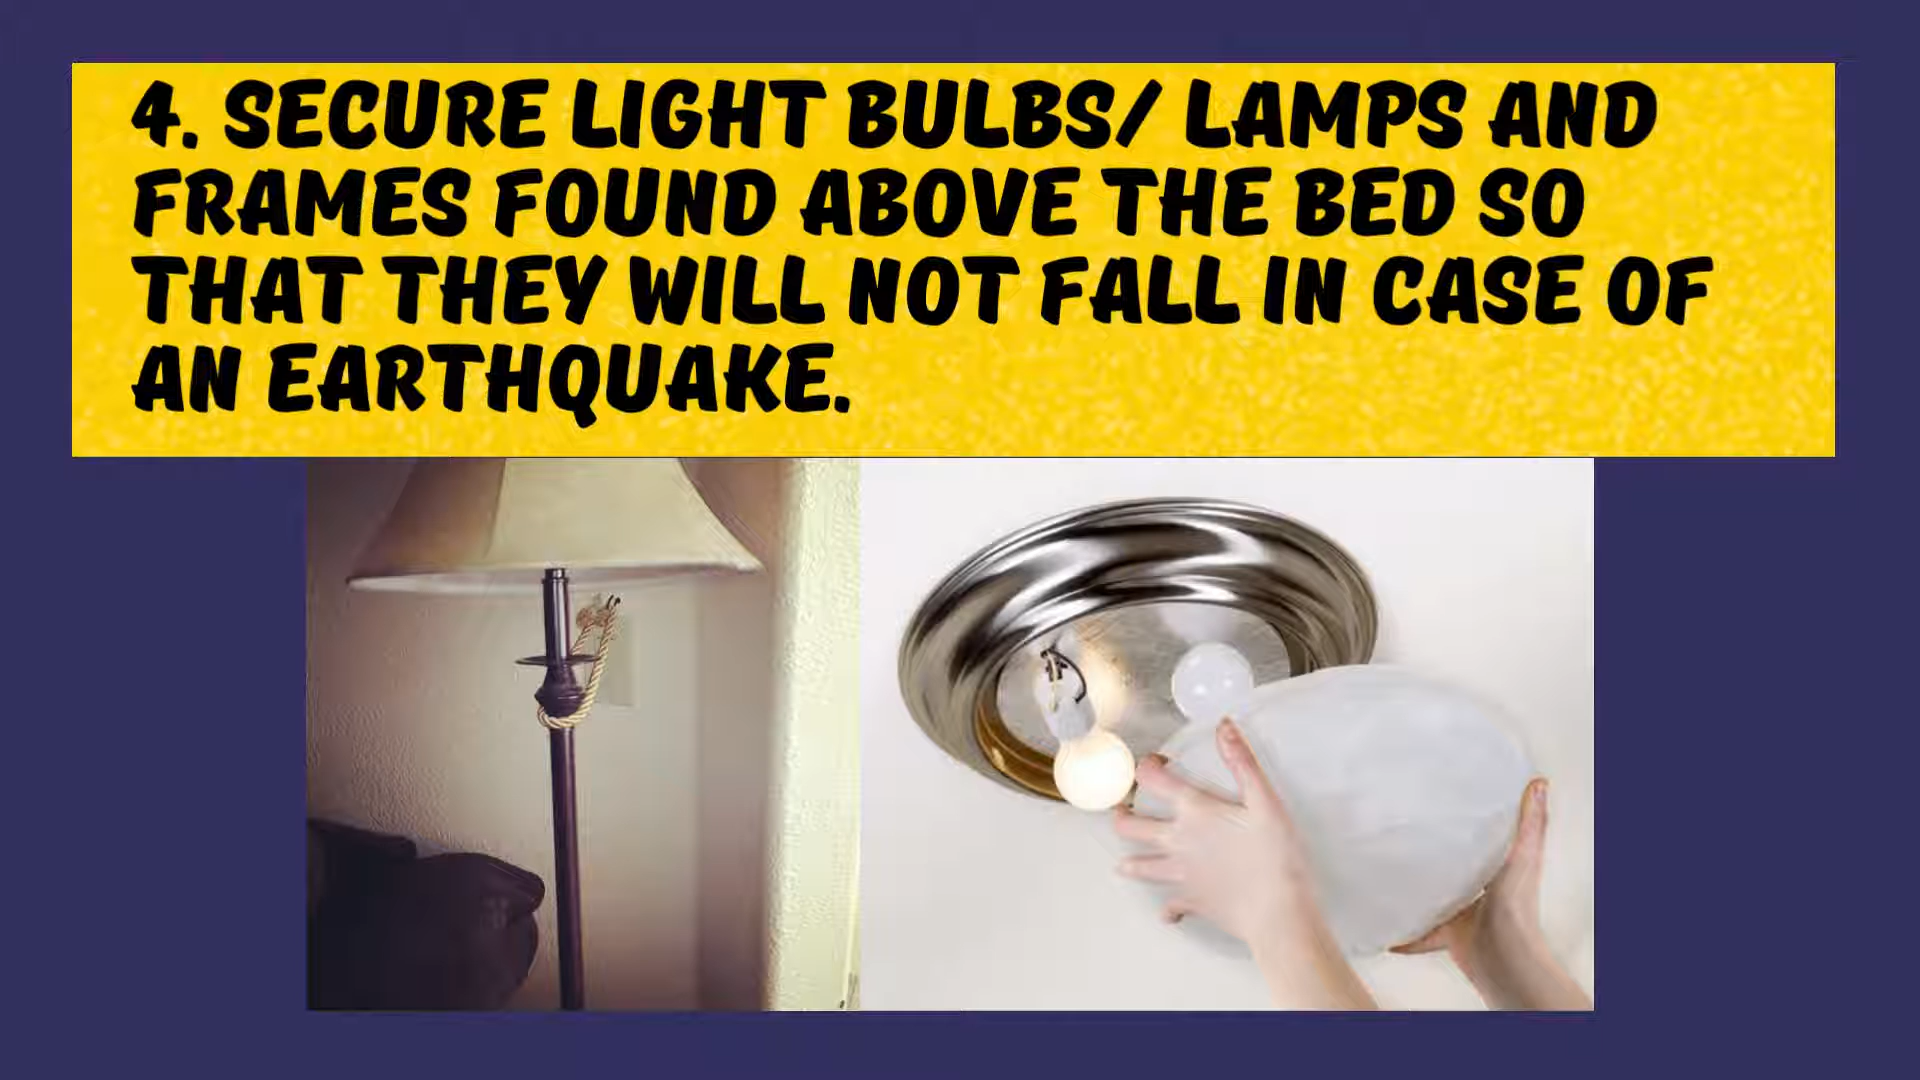 4. SECURE LIGHT BULBS/ LAMPS AND
FRAMES FOUND ABOVE THE BED SO
THAT THEY WILL NOT FALL IN CASE OF
AN EARTHQUAKE.